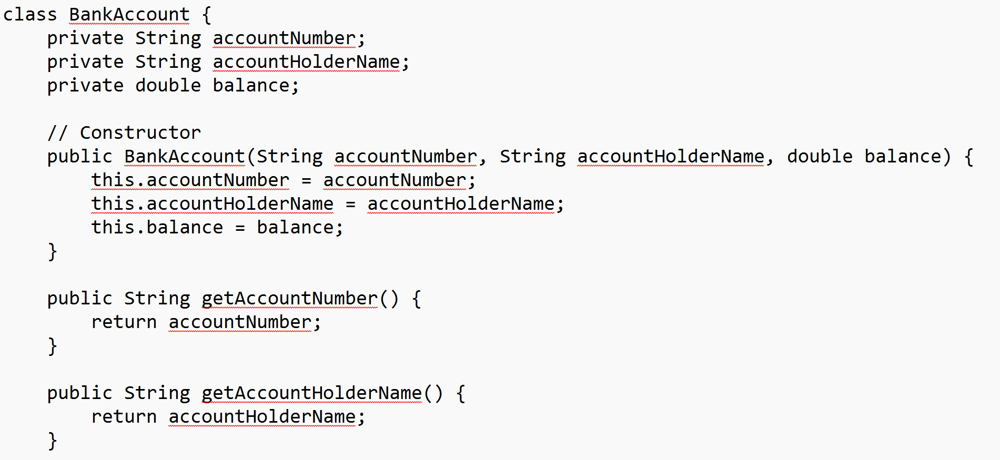 class BankAccount {
    private String accountNumber;
    private String accountHolderName;
    private double balance;

    // Constructor
    public BankAccount(String accountNumber, String accountHolderName, double balance) {
        this.accountNumber = accountNumber;
        this.accountHolderName = accountHolderName;
        this.balance = balance;
    }

    public String getAccountNumber() {
        return accountNumber;
    }

    public String getAccountHolderName() {
        return accountHolderName;
    }